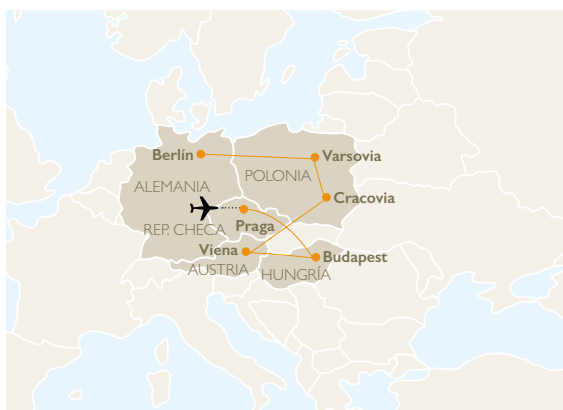 Berlín
Varsovia
POLONIA
ALEMANIA
Cracovia
REP. CHECA
Praga
Viena
Budapest
AUSTRIA
HUNGRÍA